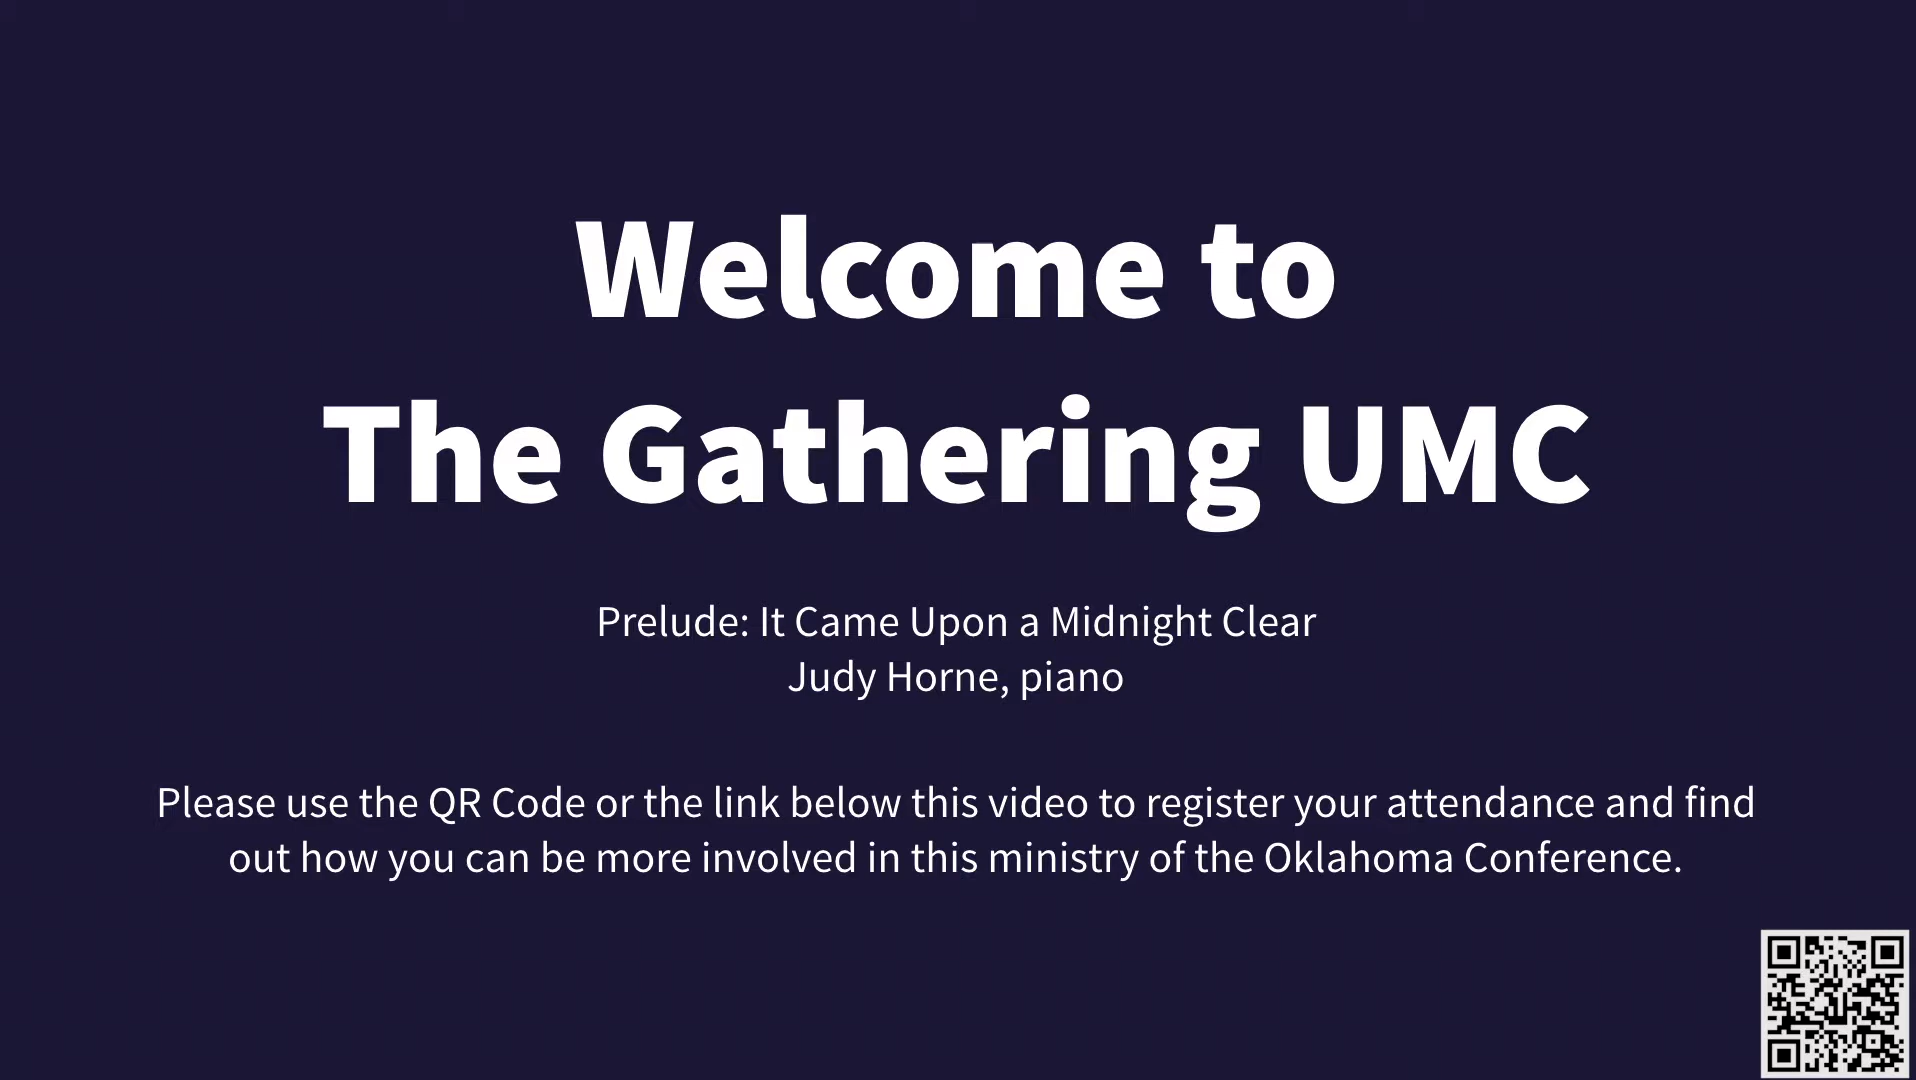 Welcome to
The Gathering UMC
Prelude: It Came Upon a Midnight Clear
Judy Horne, piano
Please use the QR Code or the link below this video to register your attendance and find
out how you can be more involved in this ministry of the Oklahoma Conference.